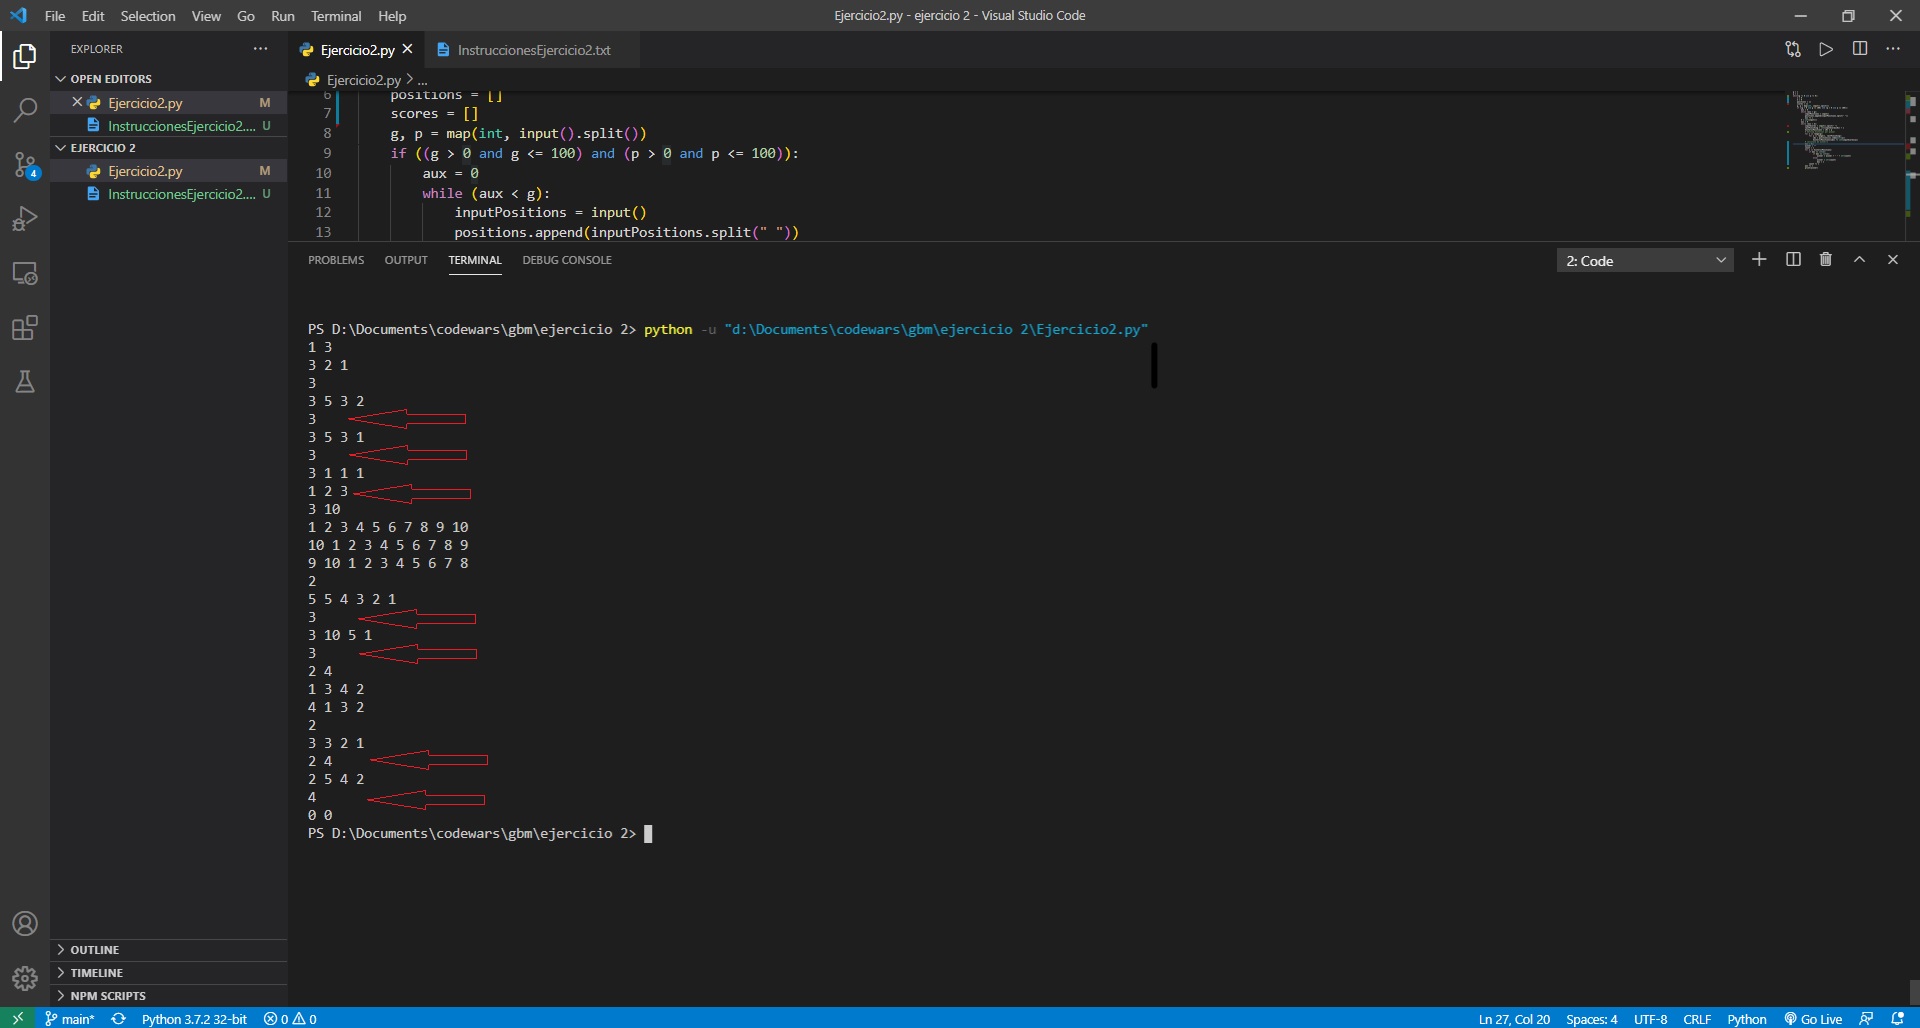 File Edit Selection View Go Run Terminal Help
Ejercicio2.py - ejercicio 2 - Visual Studio Code
EXPLORER
OPEN EDITORS
Ejercicio2.py M
InstruccionesEjercicio2.... U
EJERCICIO 2
Ejercicio2.py M
InstruccionesEjercicio2.... U
4
OUTLINE
TIMELINE
NPM SCRIPTS
Ejercicio2.py InstruccionesEjercicio2.txt
Ejercicio2.py > ...
6 positions = []
7 scores = []
8 g, p = map(int, input().split())
9 if ((g > 0 and g <= 100) and (p > 0 and p <= 100)):
10 aux = 0
11 while (aux < g):
12 inputPositions = input()
13 positions.append(inputPositions.split(" "))
PROBLEMS OUTPUT TERMINAL DEBUG CONSOLE
2: Code
PS D:\Documents\codewars\gbm\ejercicio 2> python -u "d:\Documents\codewars\gbm\ejercicio 2\Ejercicio2.py"
1 3
3 2 1
3
3 5 3 2
3
3 5 3 1
3
3 1 1 1
1 2 3
3 10
1 2 3 4 5 6 7 8 9 10
10 1 2 3 4 5 6 7 8 9
9 10 1 2 3 4 5 6 7 8
2
5 5 4 3 2 1
3
3 10 5 1
3
2 4
1 3 4 2
4 1 3 2
2
3 3 2 1
2 4
2 5 4 2
4
0 0
PS D:\Documents\codewars\gbm\ejercicio 2>
main* Python 3.7.2 32-bit 0 0
Ln 27, Col 20 Spaces: 4 UTF-8 CRLF Python Go Live